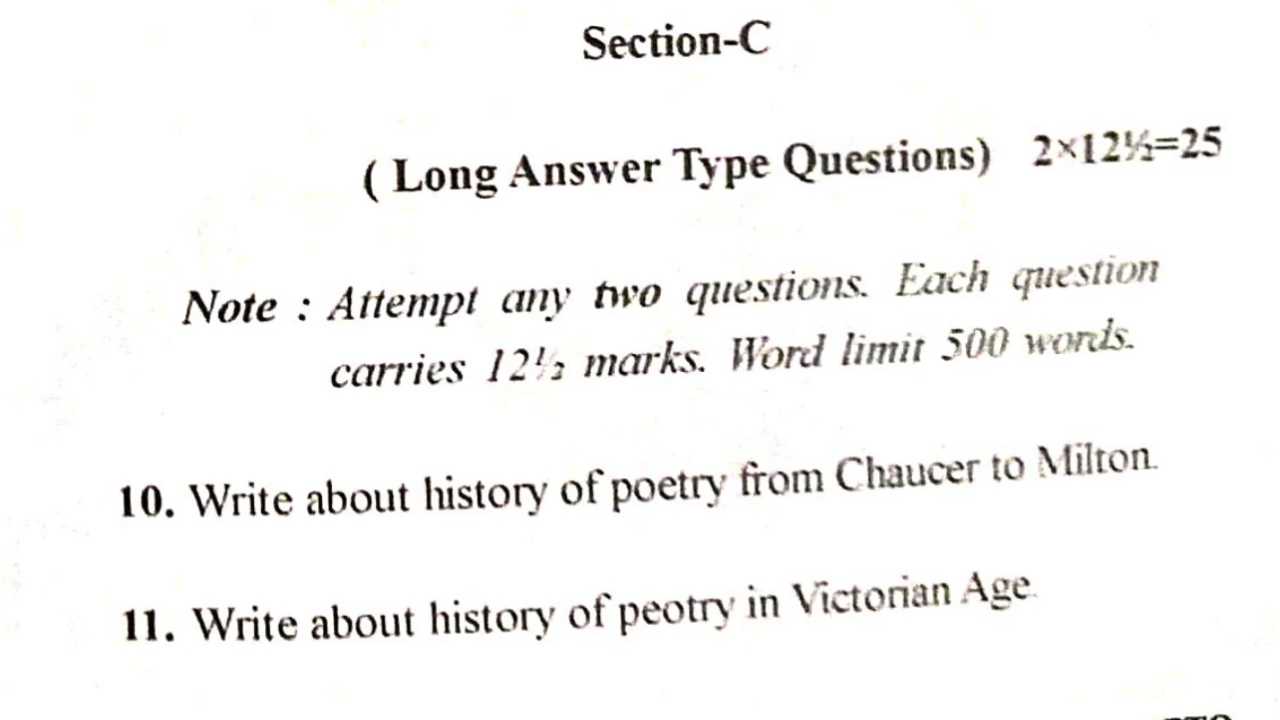 Section-C
( Long Answer Type Questions) 2×12½=25
Note : Attempt any two questions. Each question
carries 12½ marks. Word limit 500 words.
10. Write about history of poetry from Chaucer to Milton.
11. Write about history of peotry in Victorian Age.